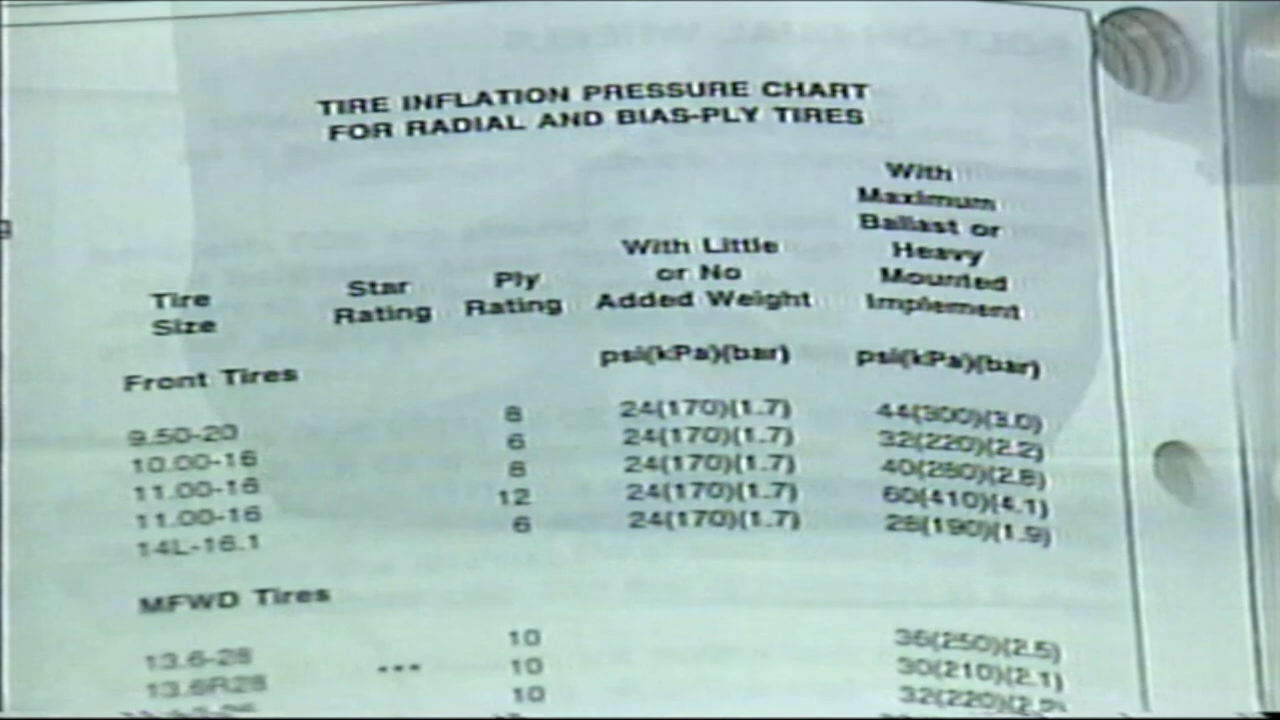 TIRE INFLATION PRESSURE CHART
FOR RADIAL AND BIAS-PLY TIRES
Tire Size
Star Rating
Ply Rating
With Little or No Added Weight
With Maximum Ballast or Heavy Mounted Implement
psi(kPa)(bar) psi(kPa)(bar)
Front Tires
9.50-20 8 24(170)(1.7) 44(300)(3.0)
10.00-16 6 24(170)(1.7) 32(220)(2.2)
11.00-16 8 24(170)(1.7) 40(280)(2.8)
11.00-16 12 24(170)(1.7) 60(410)(4.1)
14L-16.1 6 24(170)(1.7) 28(190)(1.9)
MFWD Tires
13.6-28 10 36(250)(2.5)
13.6R28 *** 10 30(210)(2.1)
10 32(220)(2.2)